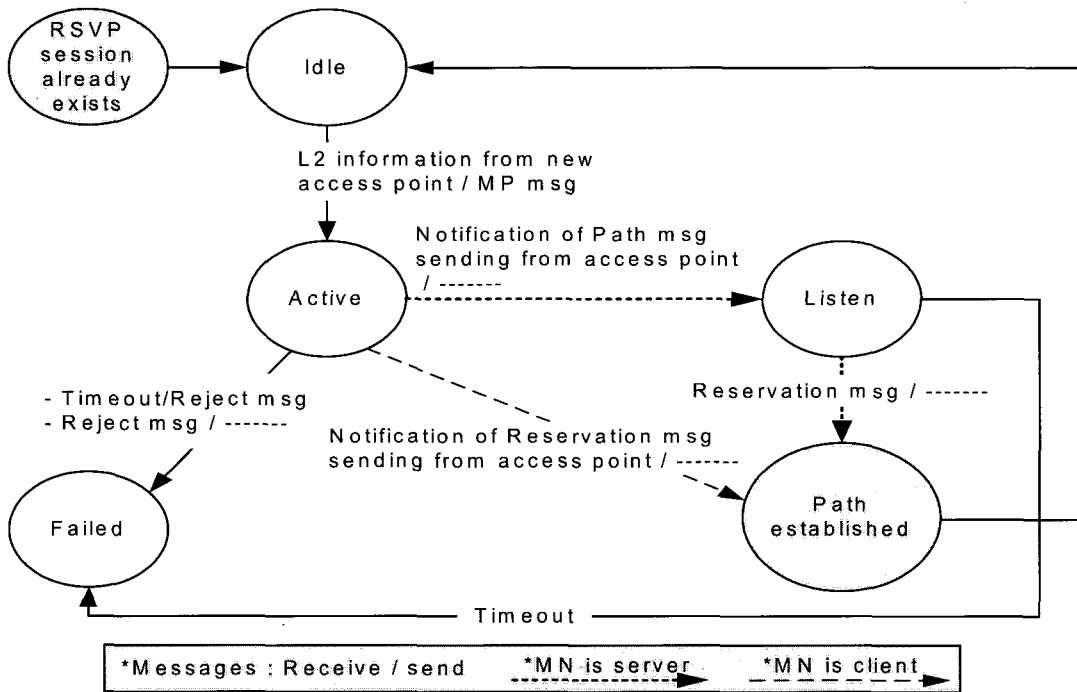 RSVP
session
already
exists
Idle
L2 information from new
access point / MP msg
Notification of Path msg
sending from access point
/ -------
Active
Listen
- Timeout/Reject msg
- Reject msg / -------
Reservation msg / -------
Notification of Reservation msg
sending from access point / -------
Failed
Path
established
Timeout
*Messages : Receive / send
*MN is server
*MN is client